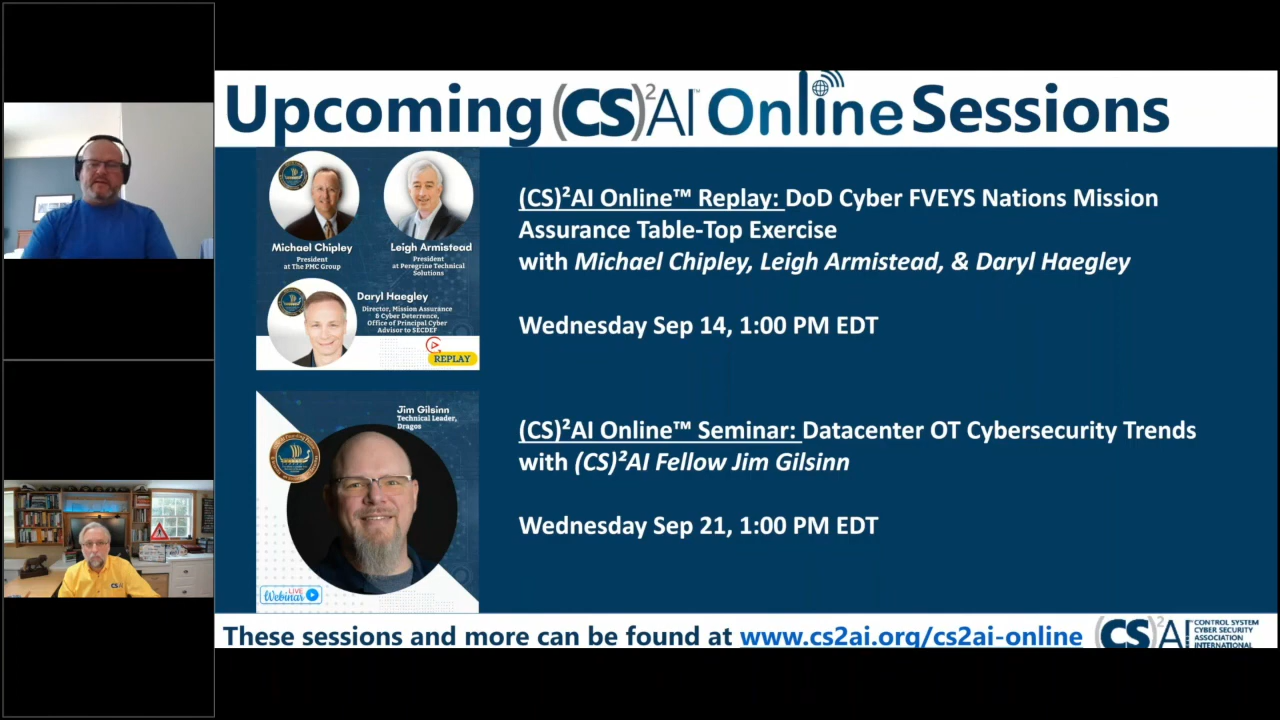 Upcoming (CS)²AI™ Online Sessions
Michael Chipley
President
at The PMC Group
Leigh Armistead
President
at Peregrine Technical
Solutions
Daryl Haegley
Director, Mission Assurance
& Cyber Deterrence,
Office of Principal Cyber
Advisor to SECDEF
REPLAY
(CS)²AI Online™ Replay: DoD Cyber FVEYS Nations Mission
Assurance Table-Top Exercise
with Michael Chipley, Leigh Armistead, & Daryl Haegley
Wednesday Sep 14, 1:00 PM EDT
Jim Gilsinn
Technical Leader,
Dragos
LIVE
Webinar
(CS)²AI Online™ Seminar: Datacenter OT Cybersecurity Trends
with (CS)²AI Fellow Jim Gilsinn
Wednesday Sep 21, 1:00 PM EDT
These sessions and more can be found at www.cs2ai.org/cs2ai-online
(CS)²AI
CONTROL SYSTEM
CYBER SECURITY
ASSOCIATION
INTERNATIONAL